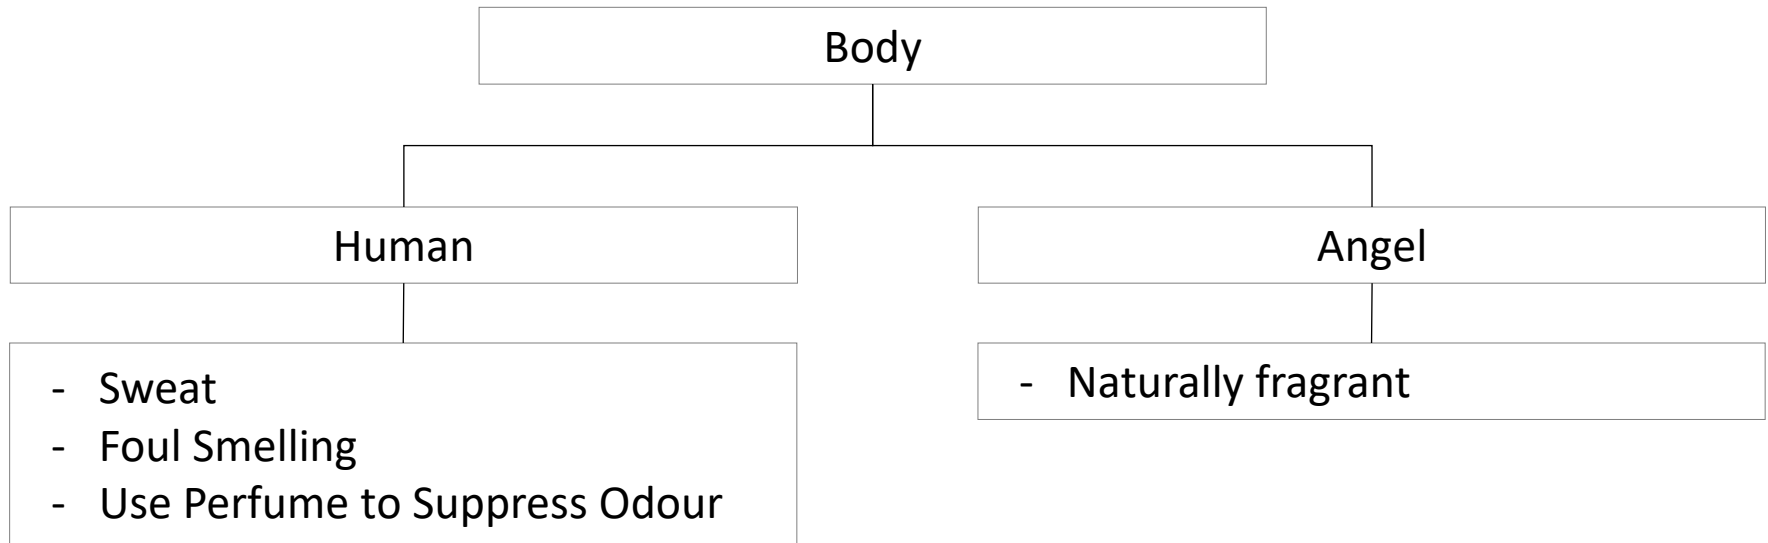 Body
Human
Angel
- Sweat
- Foul Smelling
- Use Perfume to Suppress Odour
- Naturally fragrant